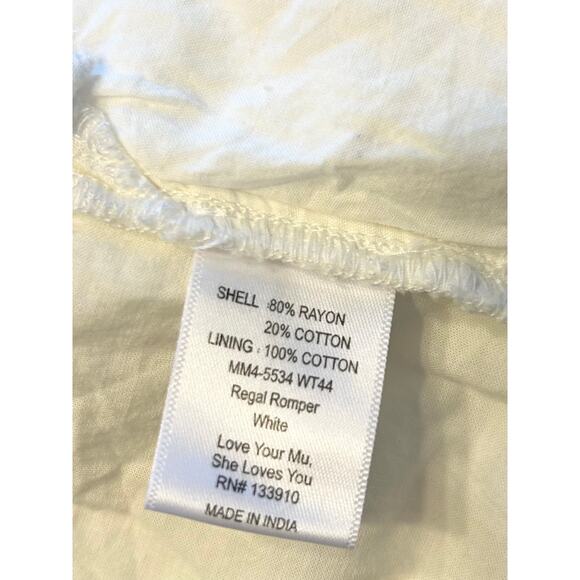 SHELL :80% RAYON
20% COTTON
LINING : 100% COTTON
MM4-5534 WT44
Regal Romper
White
Love Your Mu,
She Loves You
RN# 133910
MADE IN INDIA